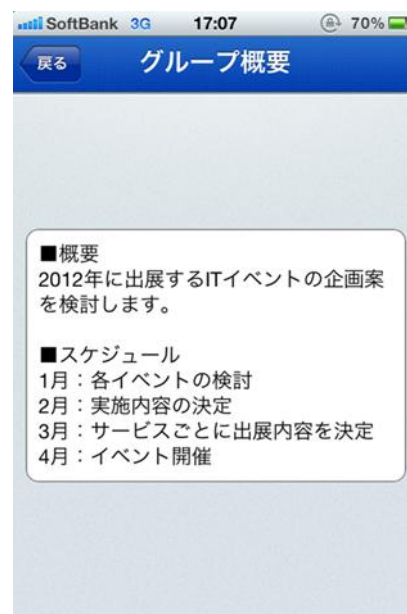 SoftBank 3G 17:07 70%
戻る グループ概要
■概要
2012年に出展するITイベントの企画案
を検討します。
■スケジュール
1月：各イベントの検討
2月：実施内容の決定
3月：サービスごとに出展内容を決定
4月：イベント開催